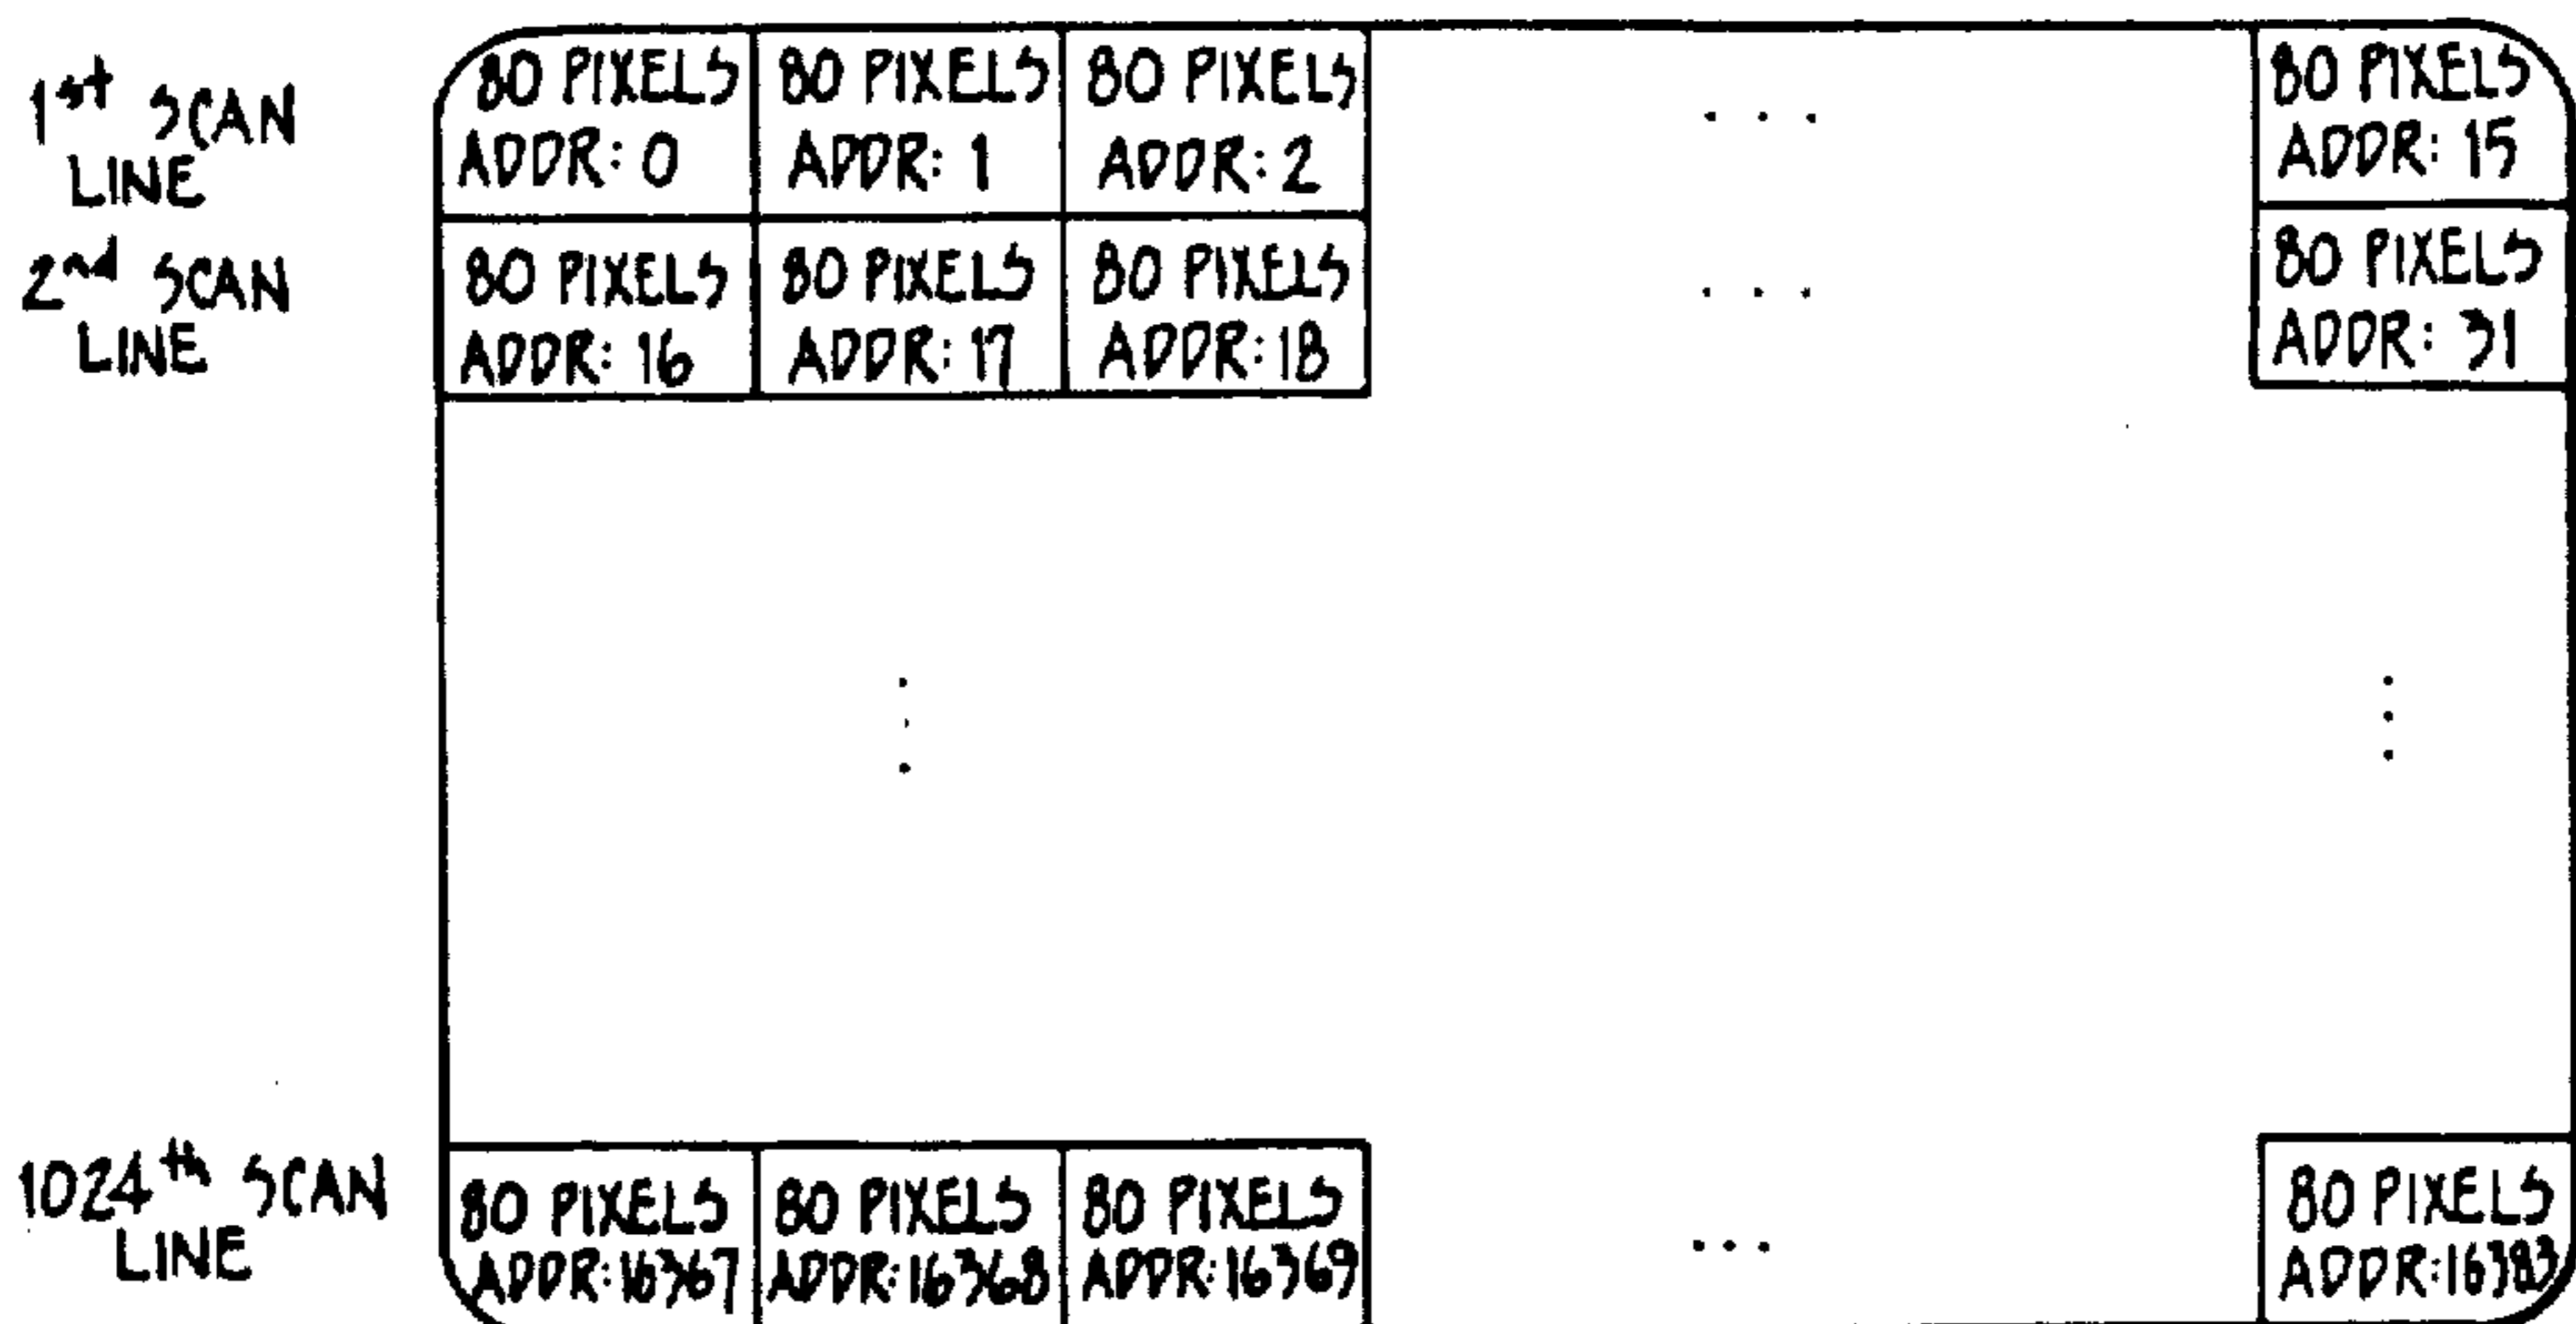 1st SCAN LINE
80 PIXELS ADDR: 0
80 PIXELS ADDR: 1
80 PIXELS ADDR: 2
...
80 PIXELS ADDR: 15
2nd SCAN LINE
80 PIXELS ADDR: 16
80 PIXELS ADDR: 17
80 PIXELS ADDR: 18
...
80 PIXELS ADDR: 31
1024th SCAN LINE
80 PIXELS ADDR: 16367
80 PIXELS ADDR: 16368
80 PIXELS ADDR: 16369
...
80 PIXELS ADDR: 16383